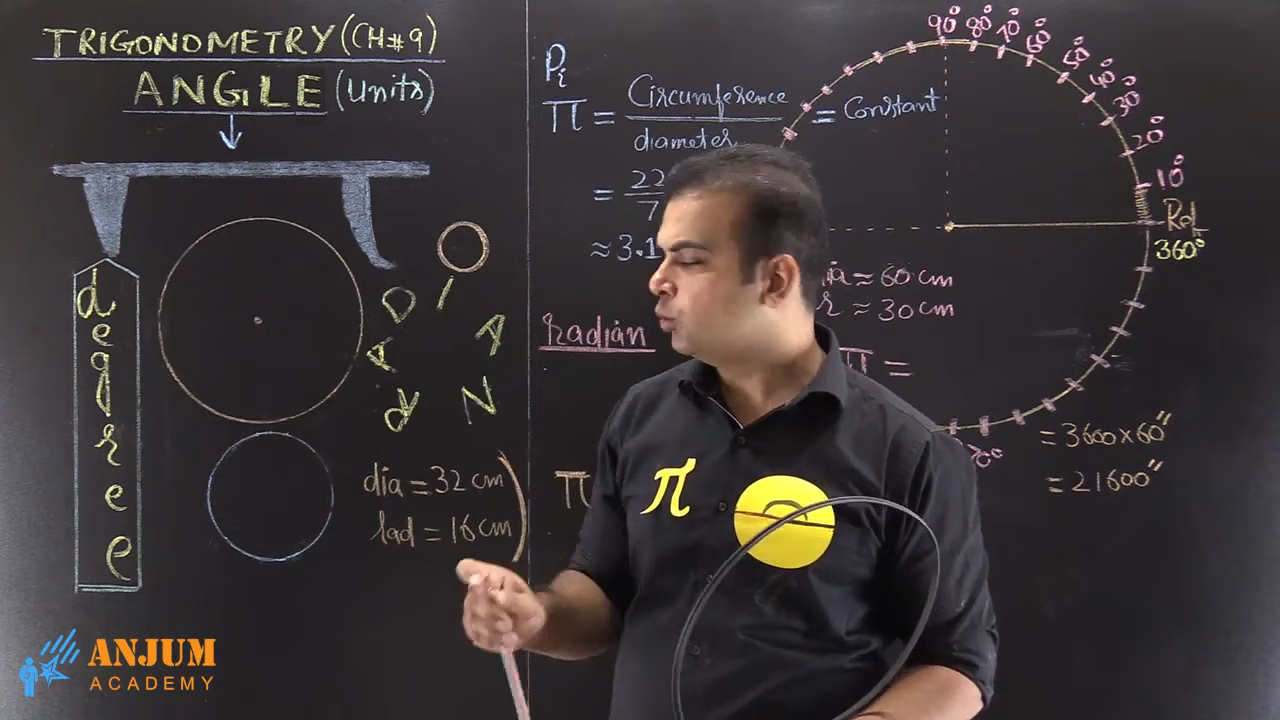 TRIGONOMETRY (CH#9)
ANGLE (Units)
degree
RADIAN
dia = 32 cm
rad = 16 cm
Pi
π = Circumference / diameter = Constant
= 22/7
≈ 3.1
radian
dia ≈ 60 cm
r ≈ 30 cm
π =
π
90° 80° 70° 60° 50° 40° 30° 20° 10°
Ref
360°
70°
= 3600×60"
= 21600"
π
ANJUM
ACADEMY